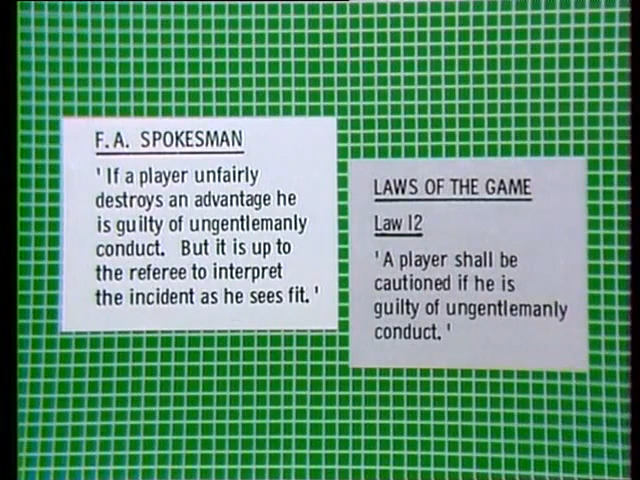 F.A. SPOKESMAN
'If a player unfairly
destroys an advantage he
is guilty of ungentlemanly
conduct. But it is up to
the referee to interpret
the incident as he sees fit.'
LAWS OF THE GAME
Law 12
'A player shall be
cautioned if he is
guilty of ungentlemanly
conduct.'